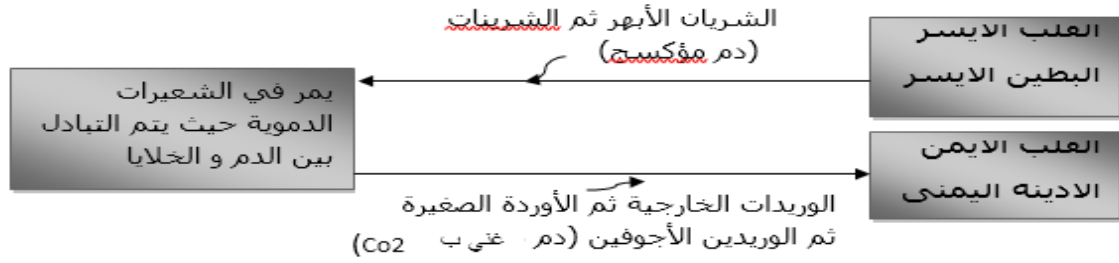 الشريان الأبهر ثم الشرينات
(دم مؤكسج)
القلب الايسر
البطين الايسر
يمر في الشعيرات
الدموية حيث يتم التبادل
بين الدم و الخلايا
القلب الايمن
الاذينه اليمنى
الوريدات الخارجية ثم الأوردة الصغيرة
ثم الوريدين الأجوفين (دم غني ب Co2)